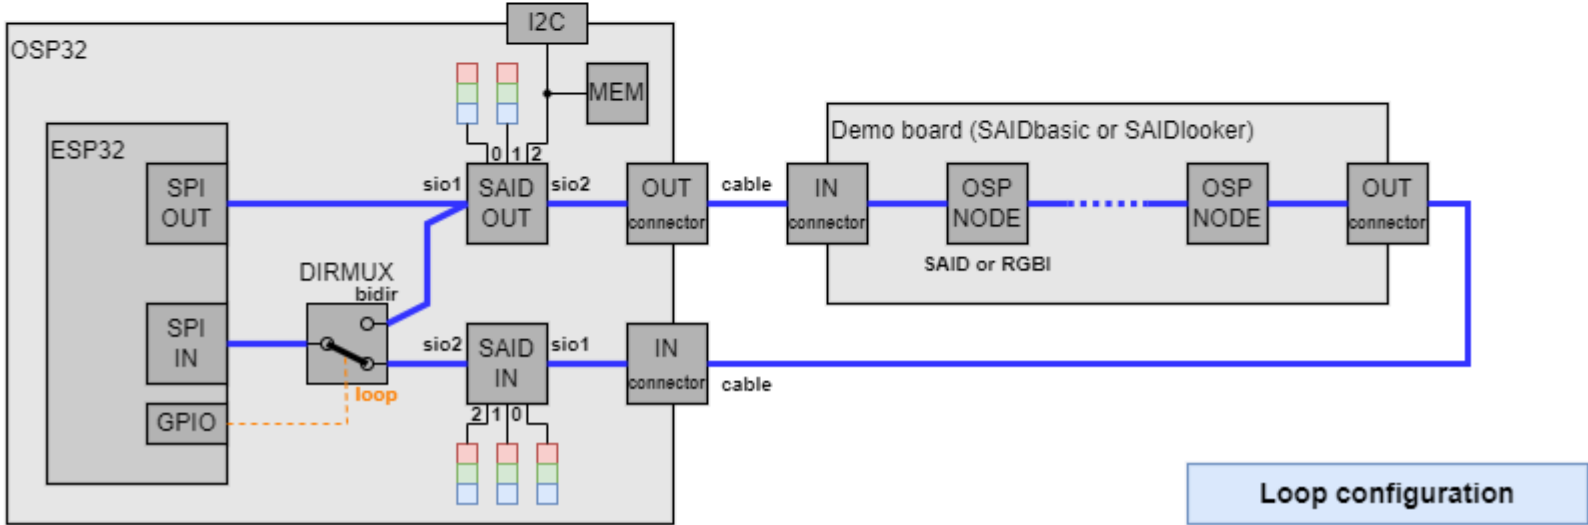 I2C
OSP32
MEM
ESP32
Demo board (SAIDbasic or SAIDlooker)
0 1 2
SPI
OUT
sio1
SAID
OUT
sio2
OUT
connector
cable
IN
connector
OSP
NODE
OSP
NODE
OUT
connector
SAID or RGBI
DIRMUX
bidir
SPI
IN
sio2
SAID
IN
sio1
IN
connector
cable
loop
GPIO
2 1 0
Loop configuration